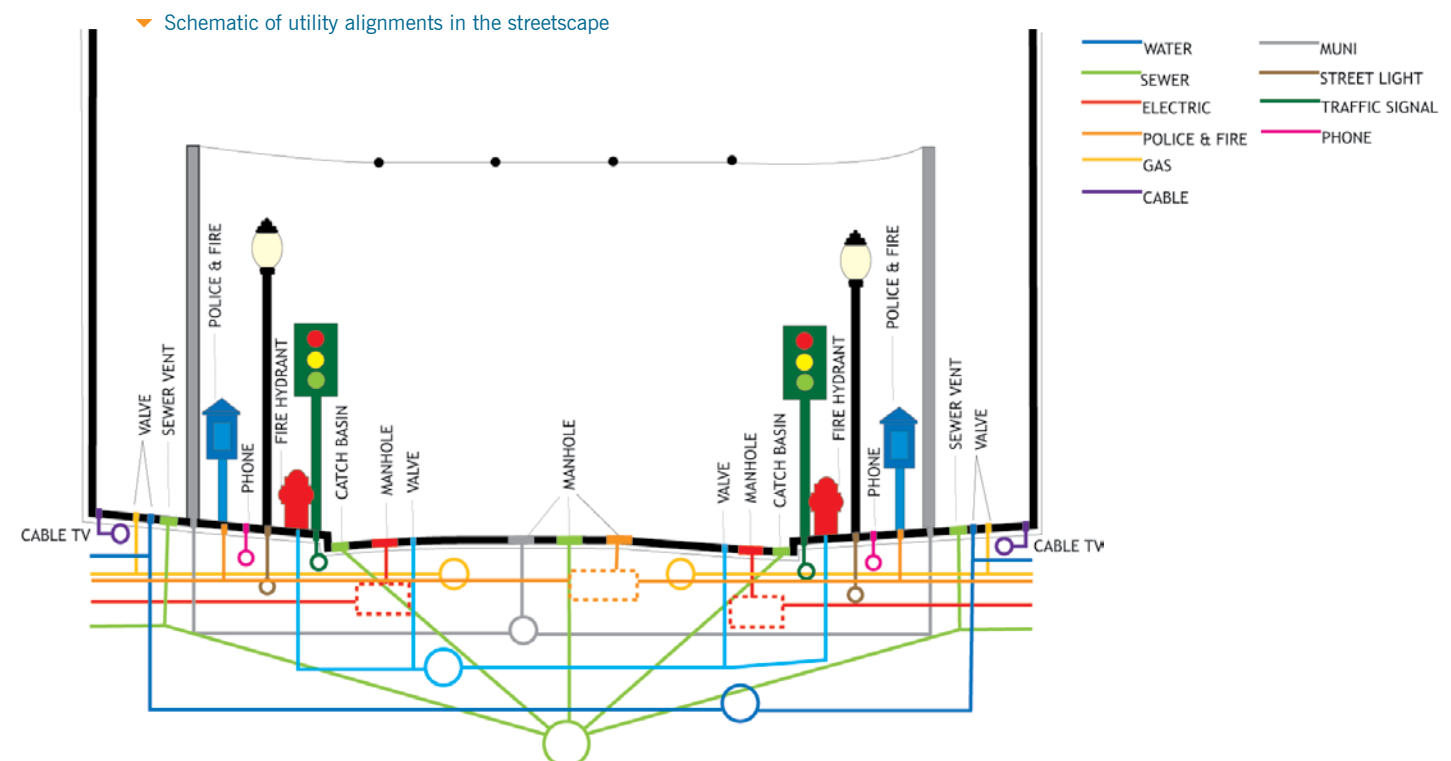 Schematic of utility alignments in the streetscape
WATER
SEWER
ELECTRIC
POLICE & FIRE
GAS
CABLE
MUNI
STREET LIGHT
TRAFFIC SIGNAL
PHONE
CABLE TV
VALVE
SEWER VENT
POLICE & FIRE
PHONE
FIRE HYDRANT
CATCH BASIN
MANHOLE
VALVE
MANHOLE
VALVE
MANHOLE
CATCH BASIN
FIRE HYDRANT
PHONE
POLICE & FIRE
SEWER VENT
VALVE
CABLE TV